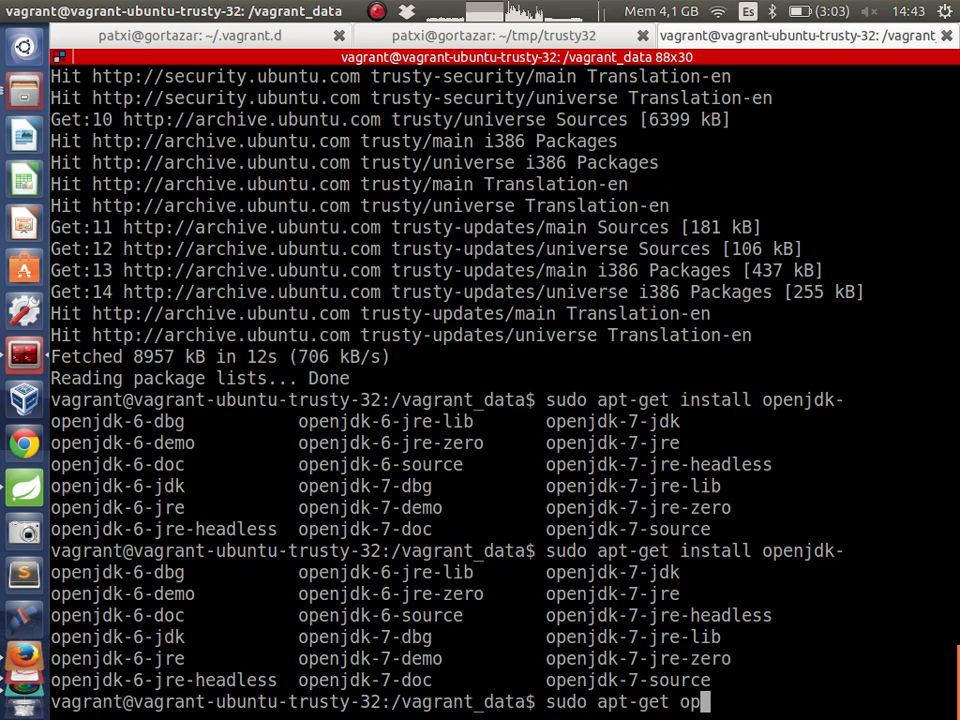 vagrant@vagrant-ubuntu-trusty-32: /vagrant_data
Mem 4,1 GB
Es
(3:03)
14:43
patxi@gortazar: ~/.vagrant.d
patxi@gortazar: ~/tmp/trusty32
vagrant@vagrant-ubuntu-trusty-32: /vagrant_
vagrant@vagrant-ubuntu-trusty-32: /vagrant_data 88x30
Hit http://security.ubuntu.com trusty-security/main Translation-en
Hit http://security.ubuntu.com trusty-security/universe Translation-en
Get:10 http://archive.ubuntu.com trusty/universe Sources [6399 kB]
Hit http://archive.ubuntu.com trusty/main i386 Packages
Hit http://archive.ubuntu.com trusty/universe i386 Packages
Hit http://archive.ubuntu.com trusty/main Translation-en
Hit http://archive.ubuntu.com trusty/universe Translation-en
Get:11 http://archive.ubuntu.com trusty-updates/main Sources [181 kB]
Get:12 http://archive.ubuntu.com trusty-updates/universe Sources [106 kB]
Get:13 http://archive.ubuntu.com trusty-updates/main i386 Packages [437 kB]
Get:14 http://archive.ubuntu.com trusty-updates/universe i386 Packages [255 kB]
Hit http://archive.ubuntu.com trusty-updates/main Translation-en
Hit http://archive.ubuntu.com trusty-updates/universe Translation-en
Fetched 8957 kB in 12s (706 kB/s)
Reading package lists... Done
vagrant@vagrant-ubuntu-trusty-32:/vagrant_data$ sudo apt-get install openjdk-
openjdk-6-dbg openjdk-6-jre-lib openjdk-7-jdk
openjdk-6-demo openjdk-6-jre-zero openjdk-7-jre
openjdk-6-doc openjdk-6-source openjdk-7-jre-headless
openjdk-6-jdk openjdk-7-dbg openjdk-7-jre-lib
openjdk-6-jre openjdk-7-demo openjdk-7-jre-zero
openjdk-6-jre-headless openjdk-7-doc openjdk-7-source
vagrant@vagrant-ubuntu-trusty-32:/vagrant_data$ sudo apt-get install openjdk-
openjdk-6-dbg openjdk-6-jre-lib openjdk-7-jdk
openjdk-6-demo openjdk-6-jre-zero openjdk-7-jre
openjdk-6-doc openjdk-6-source openjdk-7-jre-headless
openjdk-6-jdk openjdk-7-dbg openjdk-7-jre-lib
openjdk-6-jre openjdk-7-demo openjdk-7-jre-zero
openjdk-6-jre-headless openjdk-7-doc openjdk-7-source
vagrant@vagrant-ubuntu-trusty-32:/vagrant_data$ sudo apt-get op